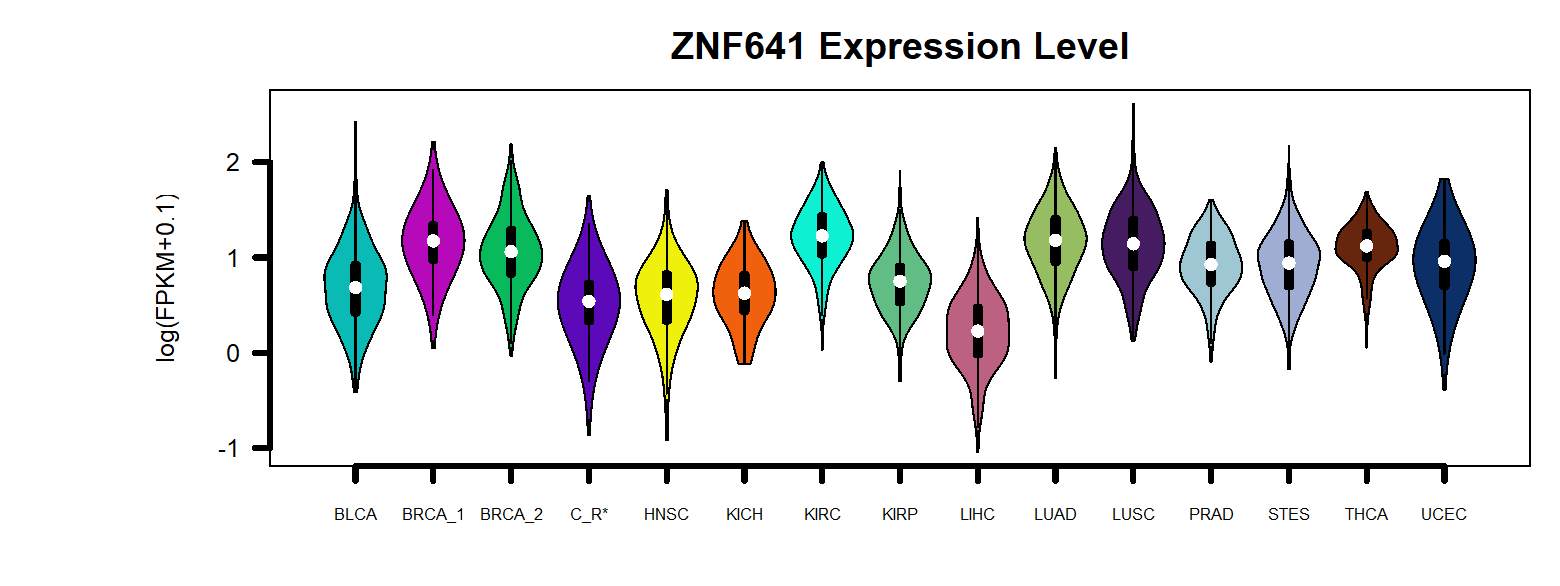 ZNF641 Expression Level
log(FPKM+0.1)
2
1
0
-1
BLCA BRCA_1 BRCA_2 C_R* HNSC KICH KIRC KIRP LIHC LUAD LUSC PRAD STES THCA UCEC